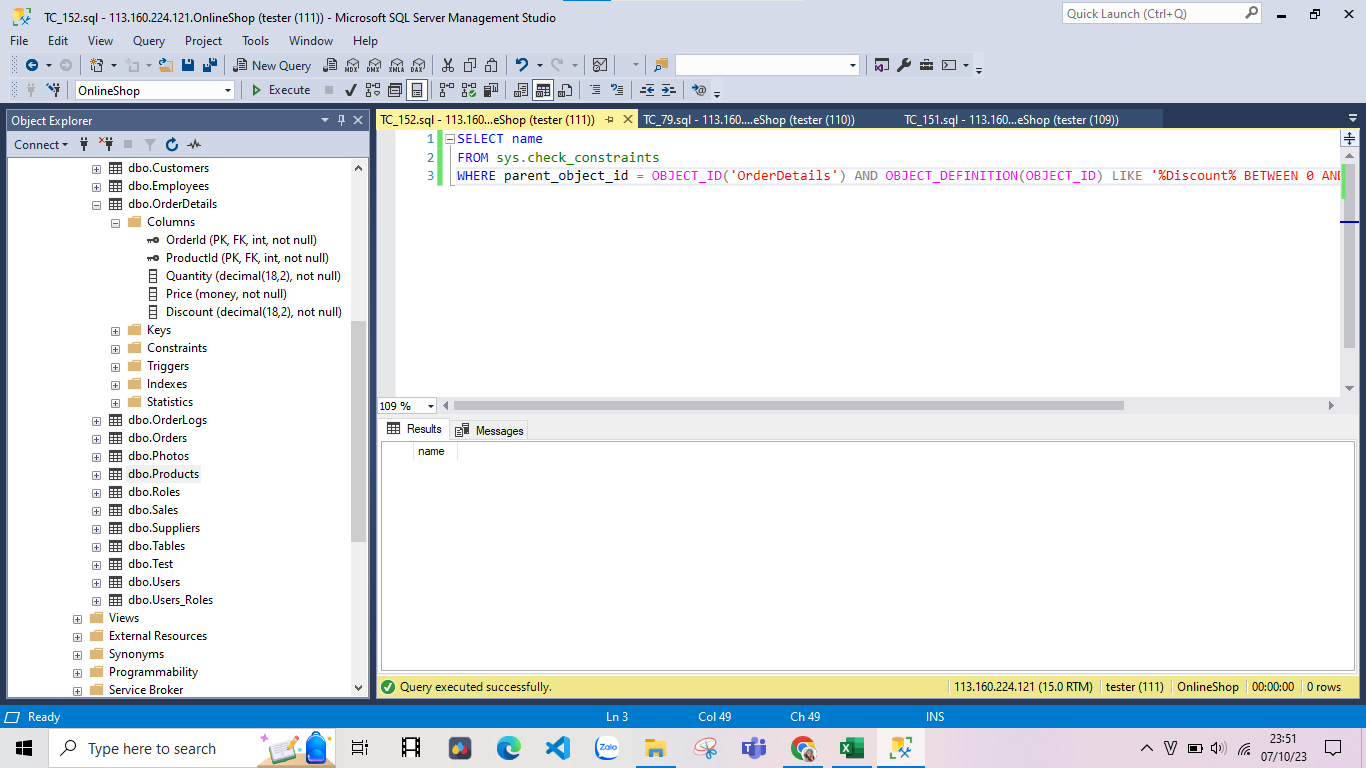 TC_152.sql - 113.160.224.121.OnlineShop (tester (111)) - Microsoft SQL Server Management Studio
Quick Launch (Ctrl+Q)
File Edit View Query Project Tools Window Help
New Query MDX DMX XMLA DAX
OnlineShop Execute
Object Explorer
Connect
dbo.Customers
dbo.Employees
dbo.OrderDetails
Columns
OrderId (PK, FK, int, not null)
ProductId (PK, FK, int, not null)
Quantity (decimal(18,2), not null)
Price (money, not null)
Discount (decimal(18,2), not null)
Keys
Constraints
Triggers
Indexes
Statistics
dbo.OrderLogs
dbo.Orders
dbo.Photos
dbo.Products
dbo.Roles
dbo.Sales
dbo.Suppliers
dbo.Tables
dbo.Test
dbo.Users
dbo.Users_Roles
Views
External Resources
Synonyms
Programmability
Service Broker
TC_152.sql - 113.160...eShop (tester (111)) TC_79.sql - 113.160....eShop (tester (110)) TC_151.sql - 113.160...eShop (tester (109))
1 SELECT name
2 FROM sys.check_constraints
3 WHERE parent_object_id = OBJECT_ID('OrderDetails') AND OBJECT_DEFINITION(OBJECT_ID) LIKE '%Discount% BETWEEN 0 AND
109 %
Results Messages
name
Query executed successfully. 113.160.224.121 (15.0 RTM) tester (111) OnlineShop 00:00:00 0 rows
Ready Ln 3 Col 49 Ch 49 INS
Type here to search
Zalo
23:51
07/10/23